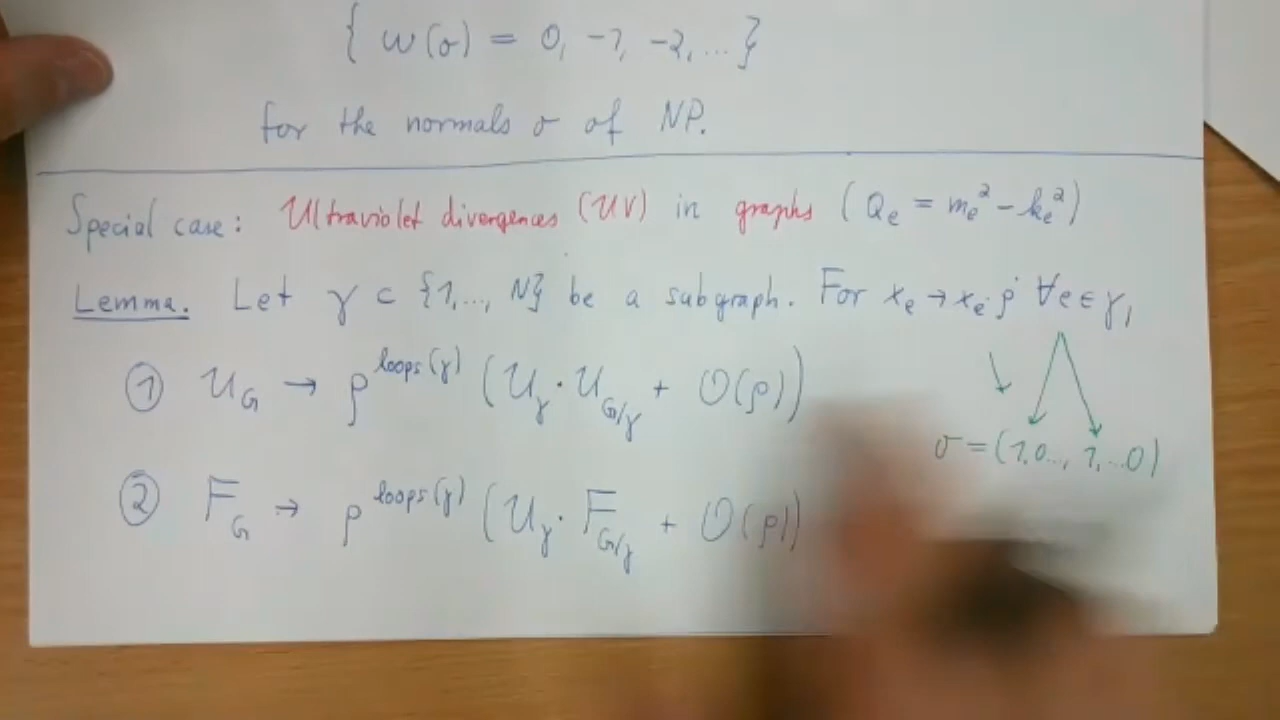 { w(σ) = 0, -1, -2, ... }
for the normals σ of NP.
Special case: Ultraviolet divergences (UV) in graphs (Q_e = m_e^2 - k_e^2)
Lemma. Let γ ⊂ {1,..., N} be a subgraph. For x_e → x_e·ρ ∀e∈γ,
① U_G → ρ^{loops(γ)} (U_γ · U_{G/γ} + O(ρ))
σ = (1,0..., 1,...0)
② F_G → ρ^{loops(γ)} (U_γ · F_{G/γ} + O(ρ))